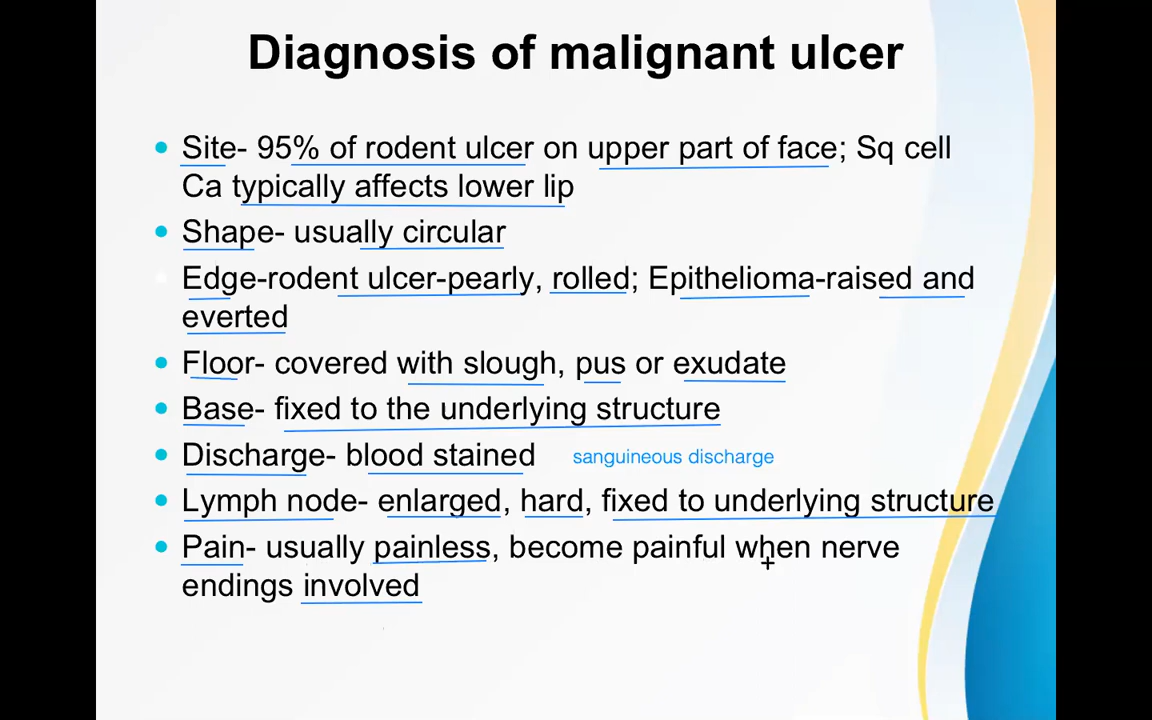 Diagnosis of malignant ulcer
Site- 95% of rodent ulcer on upper part of face; Sq cell
Ca typically affects lower lip
Shape- usually circular
Edge-rodent ulcer-pearly, rolled; Epithelioma-raised and
everted
Floor- covered with slough, pus or exudate
Base- fixed to the underlying structure
Discharge- blood stained sanguineous discharge
Lymph node- enlarged, hard, fixed to underlying structure
Pain- usually painless, become painful when nerve
endings involved